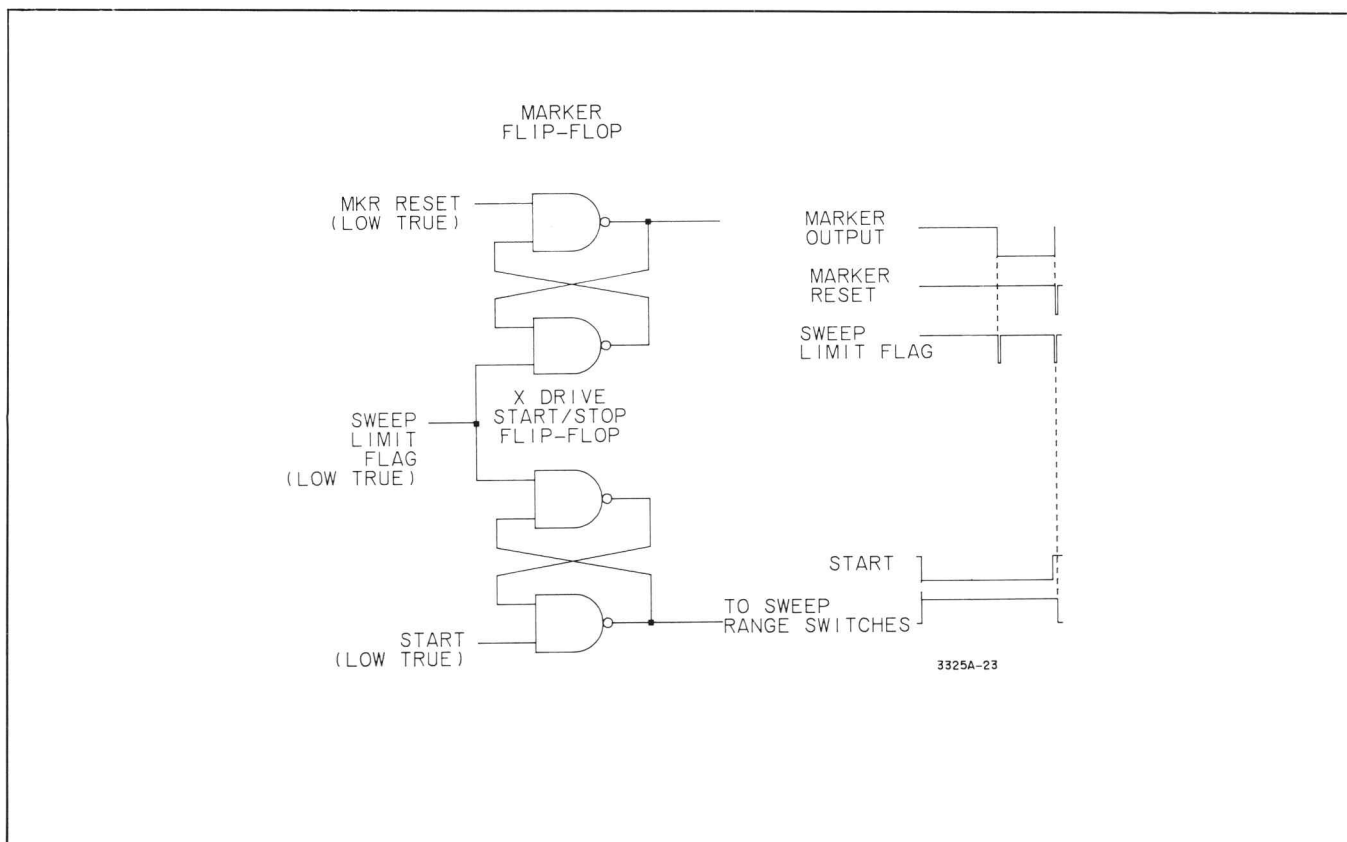 MARKER
FLIP-FLOP
MKR RESET
(LOW TRUE)
X DRIVE
START/STOP
FLIP-FLOP
SWEEP
LIMIT
FLAG
(LOW TRUE)
START
(LOW TRUE)
TO SWEEP
RANGE SWITCHES
MARKER
OUTPUT
MARKER
RESET
SWEEP
LIMIT FLAG
START
3325A-23